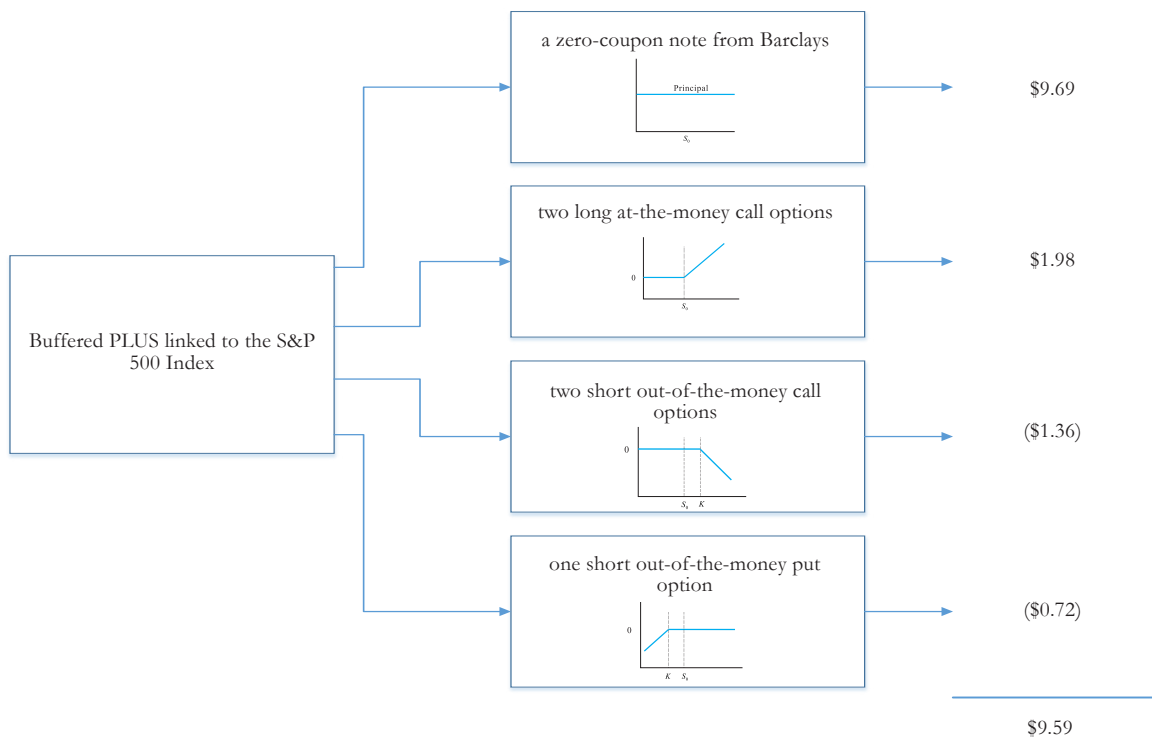 a zero-coupon note from Barclays
Principal
S₀
$9.69
two long at-the-money call options
0
S₀
$1.98
Buffered PLUS linked to the S&P
500 Index
two short out-of-the-money call
options
0
S₀ K
($1.36)
one short out-of-the-money put
option
0
K S₀
($0.72)
$9.59